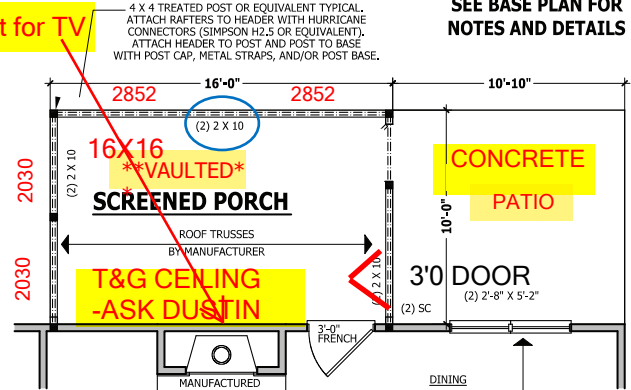 4 X 4 TREATED POST OR EQUIVALENT TYPICAL.
ATTACH RAFTERS TO HEADER WITH HURRICANE
CONNECTORS (SIMPSON H2.5 OR EQUIVALENT).
ATTACH HEADER TO POST AND POST TO BASE
WITH POST CAP, METAL STRAPS, AND/OR POST BASE.
SEE BASE PLAN FOR
NOTES AND DETAILS
t for TV
16'-0"
10'-10"
2852
2852
(2) 2 X 10
2030
(2) 2 X 10
16X16
**VAULTED*
*
SCREENED PORCH
CONCRETE
PATIO
10'-0"
ROOF TRUSSES
BY MANUFACTURER
2030
T&G CEILING
-ASK DUSTIN
(2) 2 X 10
3'0 DOOR
(2) 2'-8" X 5'-2"
(2) SC
3'-0"
FRENCH
MANUFACTURED
DINING